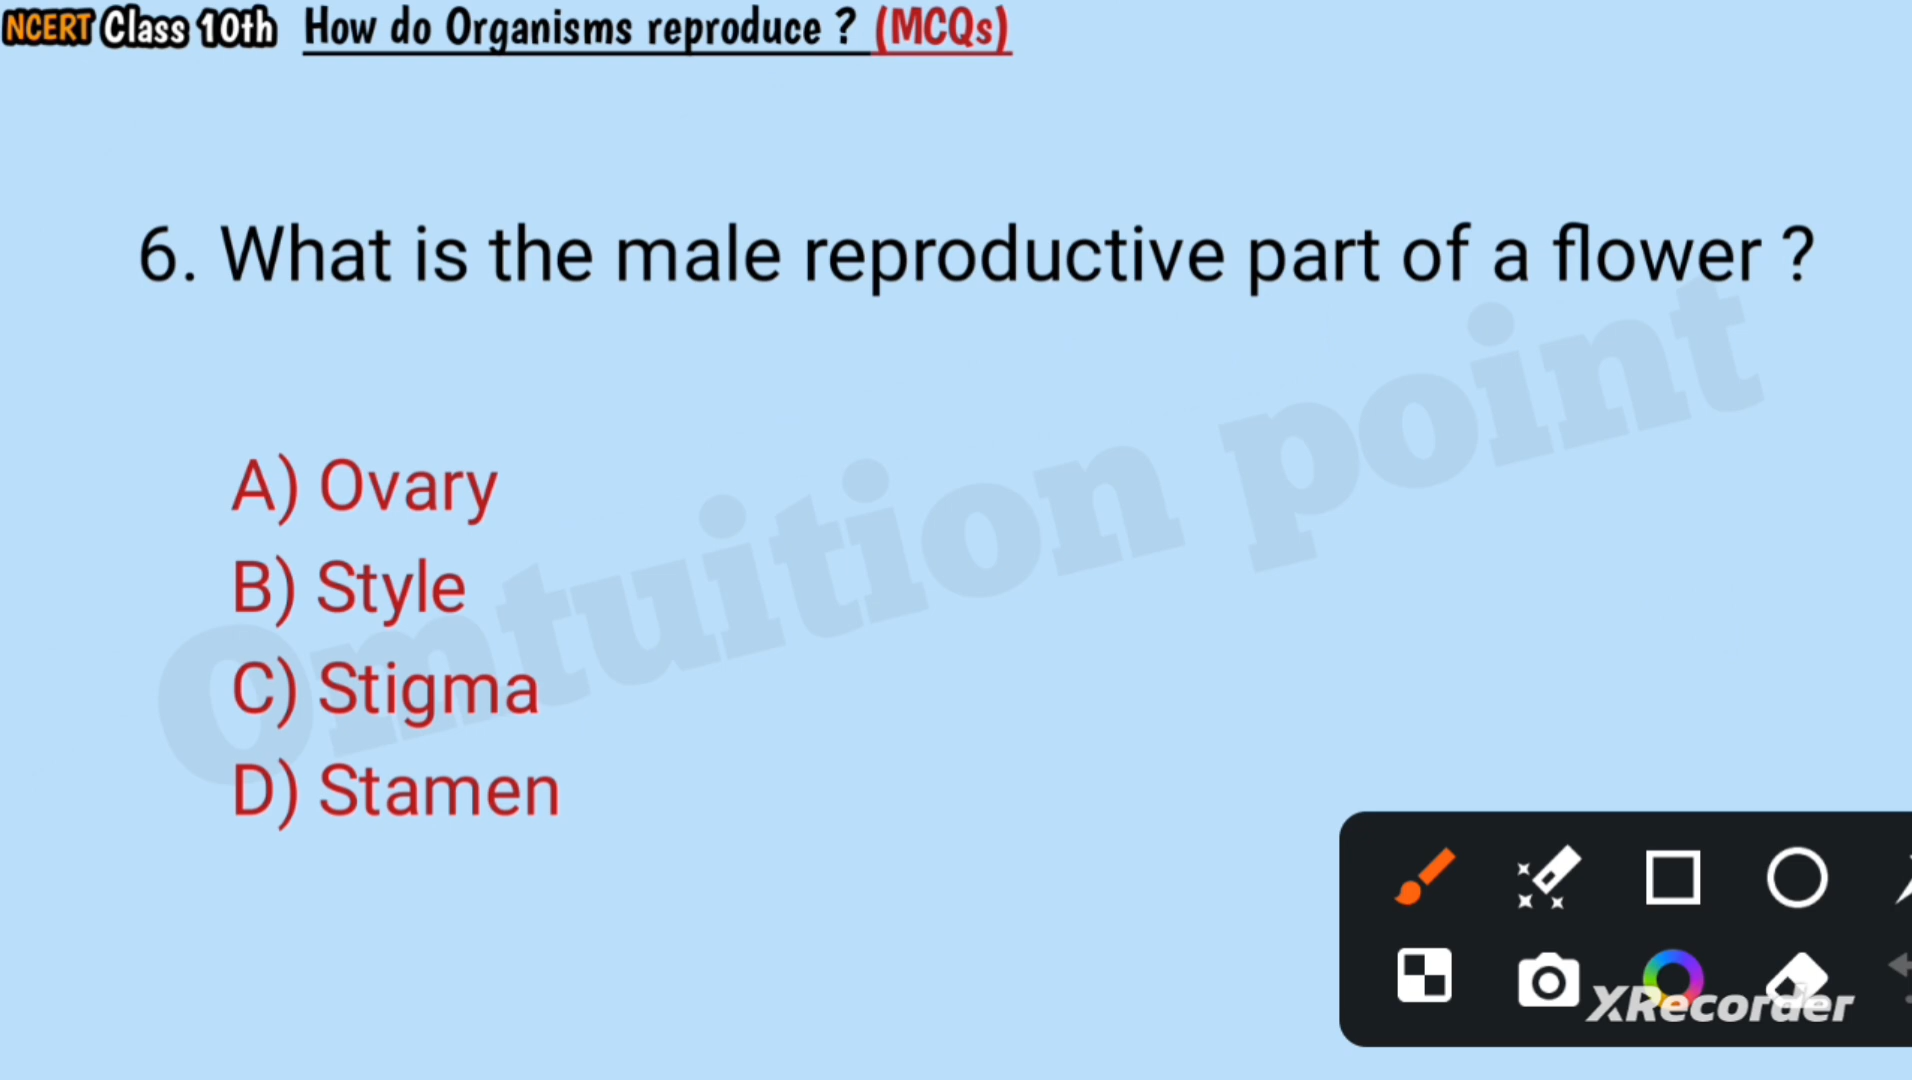 NCERT Class 10th How do Organisms reproduce ? (MCQs)
6. What is the male reproductive part of a flower ?
Omtuition point
A) Ovary
B) Style
C) Stigma
D) Stamen
XRecorder